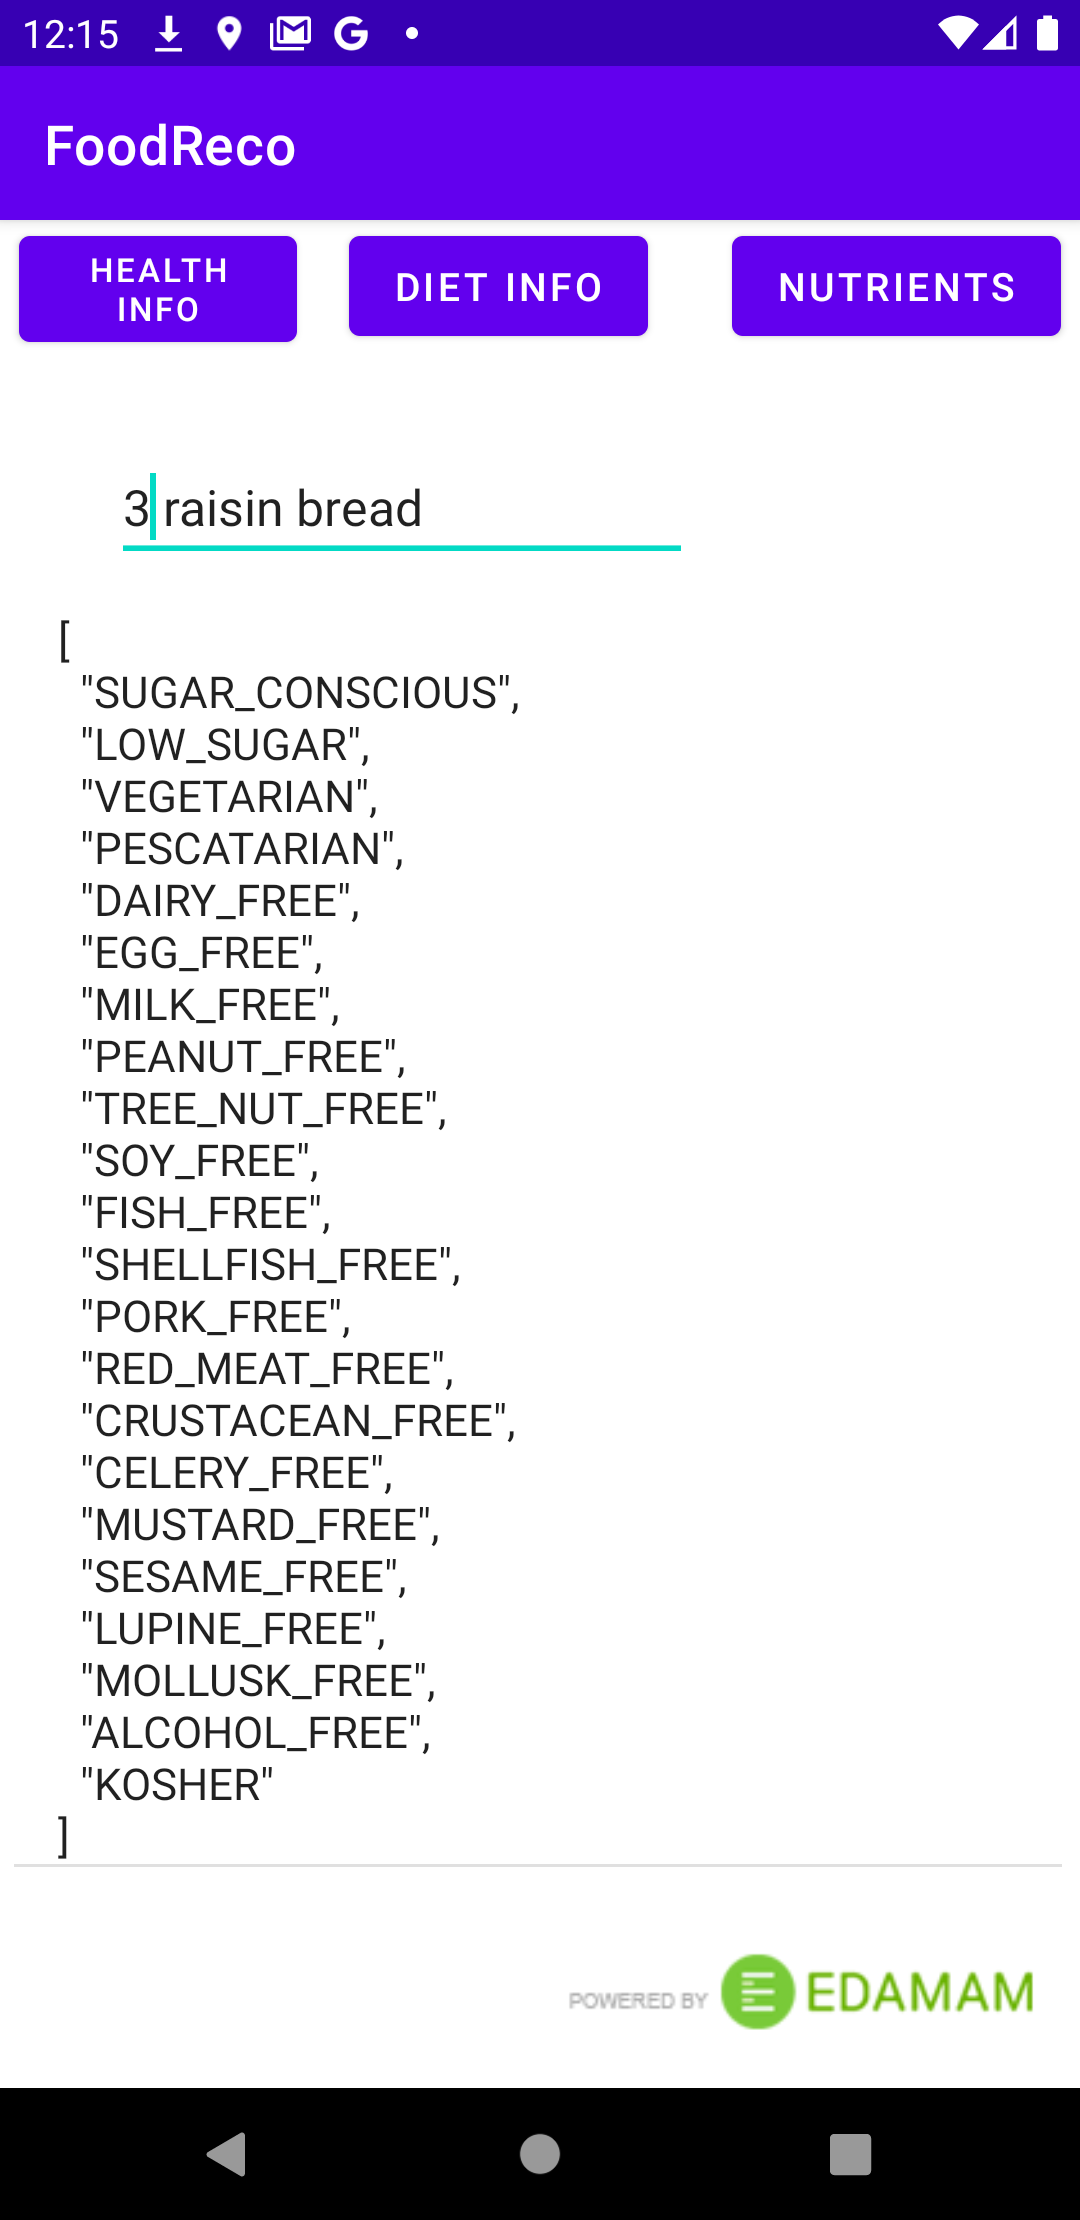 12:15
FoodReco
HEALTH
INFO
DIET INFO
NUTRIENTS
3 raisin bread
[
"SUGAR_CONSCIOUS",
"LOW_SUGAR",
"VEGETARIAN",
"PESCATARIAN",
"DAIRY_FREE",
"EGG_FREE",
"MILK_FREE",
"PEANUT_FREE",
"TREE_NUT_FREE",
"SOY_FREE",
"FISH_FREE",
"SHELLFISH_FREE",
"PORK_FREE",
"RED_MEAT_FREE",
"CRUSTACEAN_FREE",
"CELERY_FREE",
"MUSTARD_FREE",
"SESAME_FREE",
"LUPINE_FREE",
"MOLLUSK_FREE",
"ALCOHOL_FREE",
"KOSHER"
]
POWERED BY EDAMAM